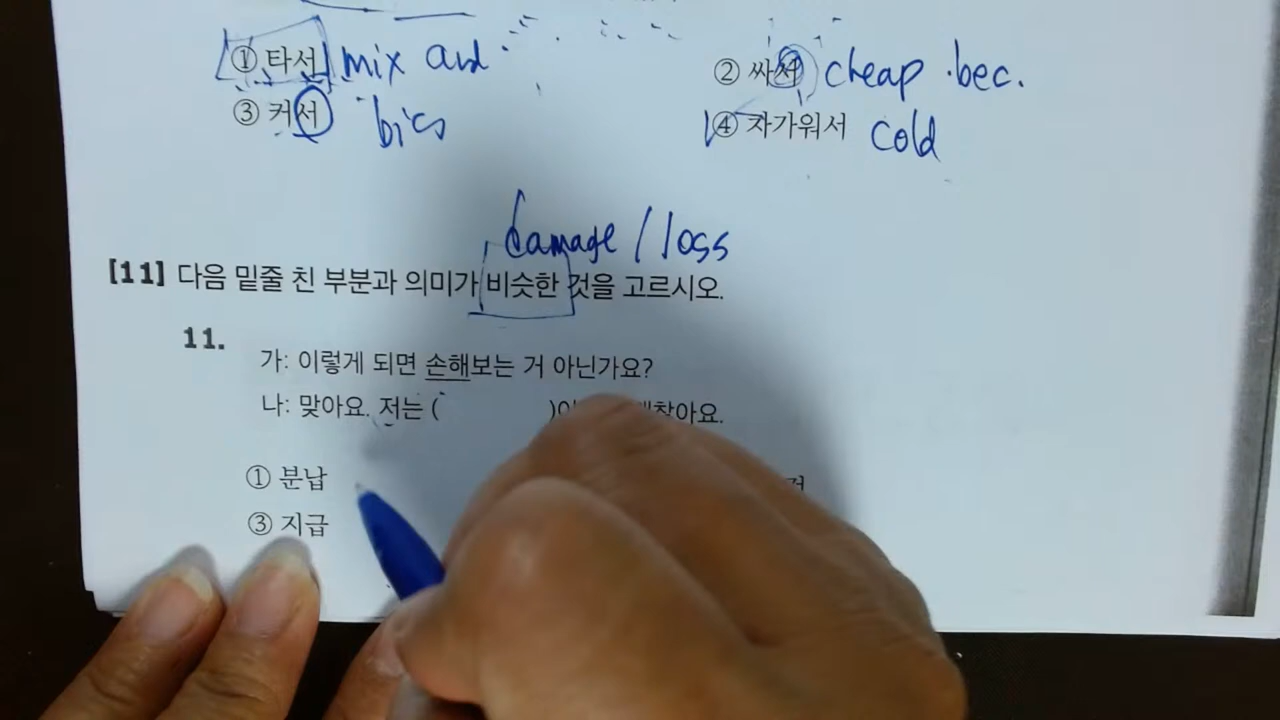 ① 타서 mix and
② 싸서 cheap bec.
③ 커서
④ 차가워서 cold
damage / loss
[11] 다음 밑줄 친 부분과 의미가 비슷한 것을 고르시오.
11.
가: 이렇게 되면 손해보는 거 아닌가요?
나: 맞아요. 저는 ( )이
① 분납
③ 지급